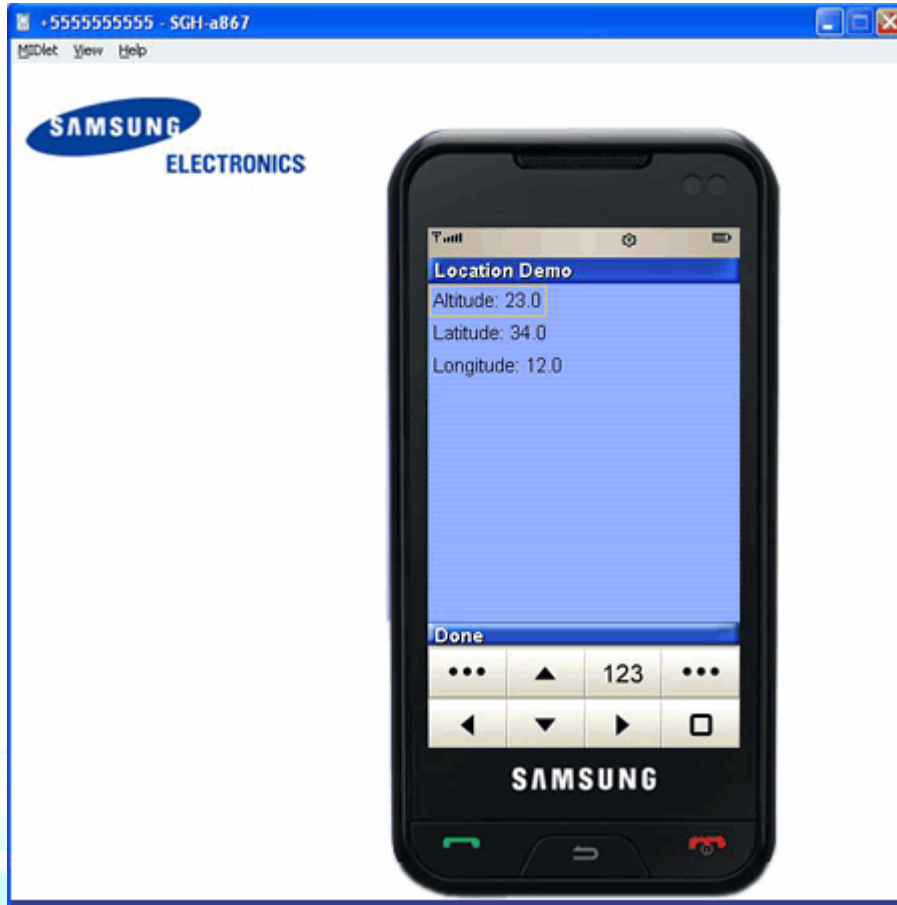 +5555555555 - SGH-a867
MIDlet View Help
SAMSUNG
ELECTRONICS
Location Demo
Altitude: 23.0
Latitude: 34.0
Longitude: 12.0
Done
123
SAMSUNG